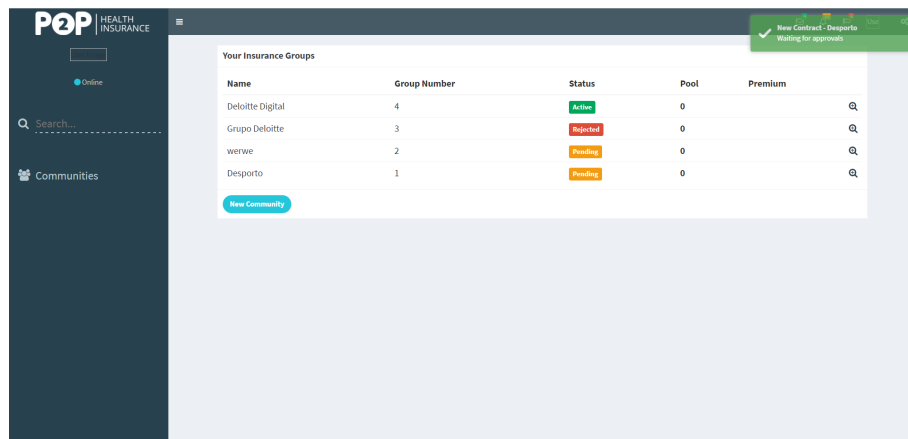 P2P HEALTH INSURANCE
New Contract - Desporto
Waiting for approvals
Online
Search...
Communities
Your Insurance Groups
Name Group Number Status Pool Premium
Deloitte Digital 4 Active 0
Grupo Deloitte 3 Rejected 0
werwe 2 Pending 0
Desporto 1 Pending 0
New Community